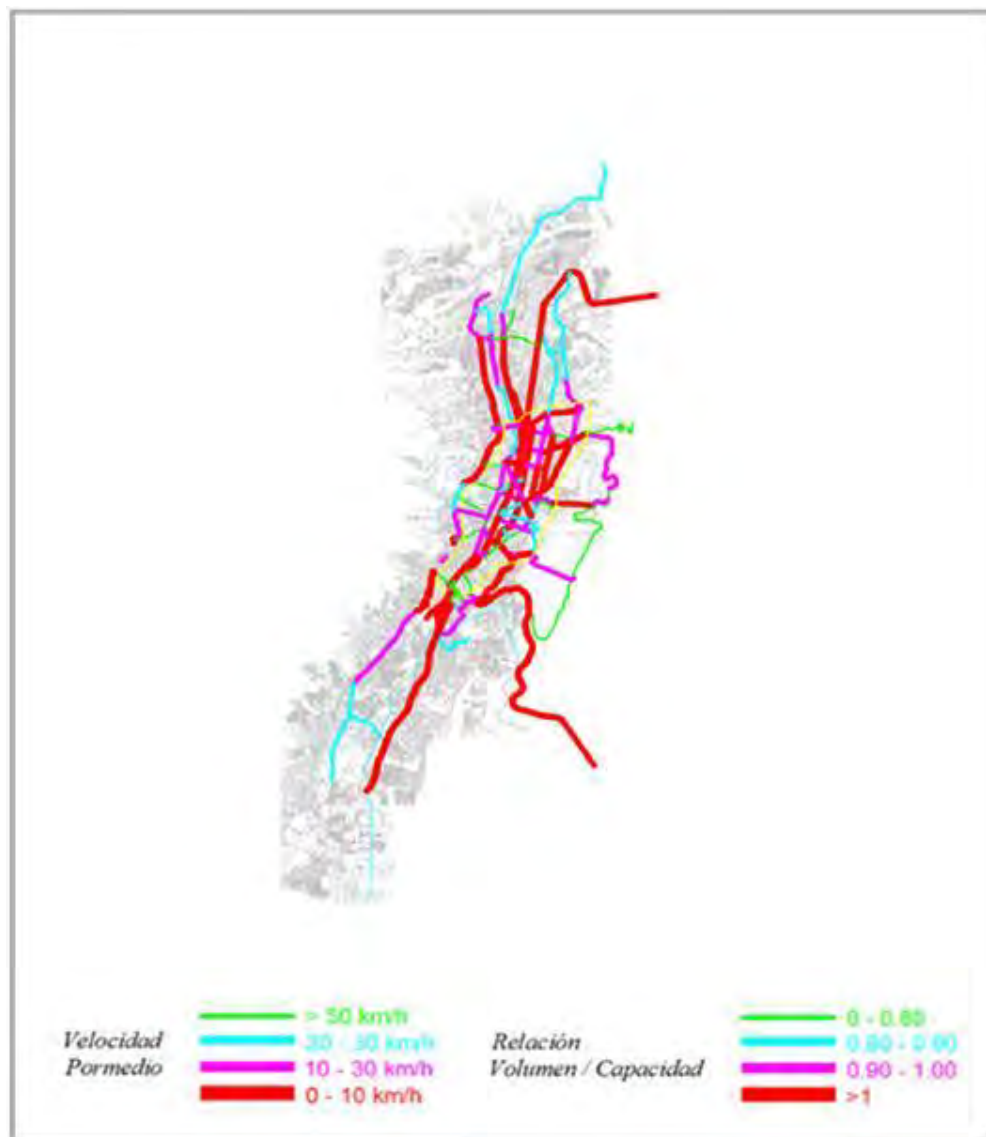 > 50 km/h
Velocidad
30 - 50 km/h
Pormedio
10 - 30 km/h
0 - 10 km/h
0 - 0.80
Relación
0.80 - 0.90
Volumen / Capacidad
0.90 - 1.00
>1